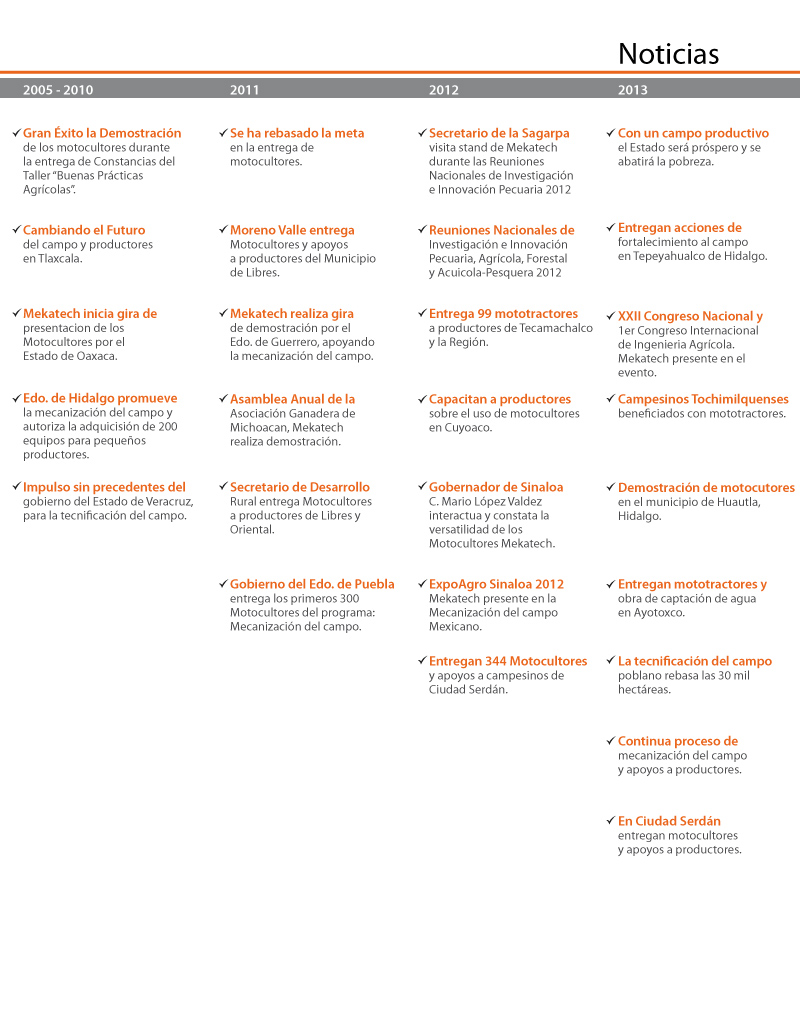 Noticias
2005 - 2010
Gran Éxito la Demostración
de los motocultores durante
la entrega de Constancias del
Taller “Buenas Prácticas
Agrícolas”.
Cambiando el Futuro
del campo y productores
en Tlaxcala.
Mekatech inicia gira de
presentacion de los
Motocultores por el
Estado de Oaxaca.
Edo. de Hidalgo promueve
la mecanización del campo y
autoriza la adquicisión de 200
equipos para pequeños
productores.
Impulso sin precedentes del
gobierno del Estado de Veracruz,
para la tecnificación del campo.
2011
Se ha rebasado la meta
en la entrega de
motocultores.
Moreno Valle entrega
Motocultores y apoyos
a productores del Municipio
de Libres.
Mekatech realiza gira
de demostración por el
Edo. de Guerrero, apoyando
la mecanización del campo.
Asamblea Anual de la
Asociación Ganadera de
Michoacan, Mekatech
realiza demostración.
Secretario de Desarrollo
Rural entrega Motocultores
a productores de Libres y
Oriental.
Gobierno del Edo. de Puebla
entrega los primeros 300
Motocultores del programa:
Mecanización del campo.
2012
Secretario de la Sagarpa
visita stand de Mekatech
durante las Reuniones
Nacionales de Investigación
e Innovación Pecuaria 2012
Reuniones Nacionales de
Investigación e Innovación
Pecuaria, Agrícola, Forestal
y Acuicola-Pesquera 2012
Entrega 99 mototractores
a productores de Tecamachalco
y la Región.
Capacitan a productores
sobre el uso de motocultores
en Cuyoaco.
Gobernador de Sinaloa
C. Mario López Valdez
interactua y constata la
versatilidad de los
Motocultores Mekatech.
ExpoAgro Sinaloa 2012
Mekatech presente en la
Mecanización del campo
Mexicano.
Entregan 344 Motocultores
y apoyos a campesinos de
Ciudad Serdán.
2013
Con un campo productivo
el Estado será próspero y se
abatirá la pobreza.
Entregan acciones de
fortalecimiento al campo
en Tepeyahualco de Hidalgo.
XXII Congreso Nacional y
1er Congreso Internacional
de Ingenieria Agrícola.
Mekatech presente en el
evento.
Campesinos Tochimilquenses
beneficiados con mototractores.
Demostración de motocutores
en el municipio de Huautla,
Hidalgo.
Entregan mototractores y
obra de captación de agua
en Ayotoxco.
La tecnificación del campo
poblano rebasa las 30 mil
hectáreas.
Continua proceso de
mecanización del campo
y apoyos a productores.
En Ciudad Serdán
entregan motocultores
y apoyos a productores.